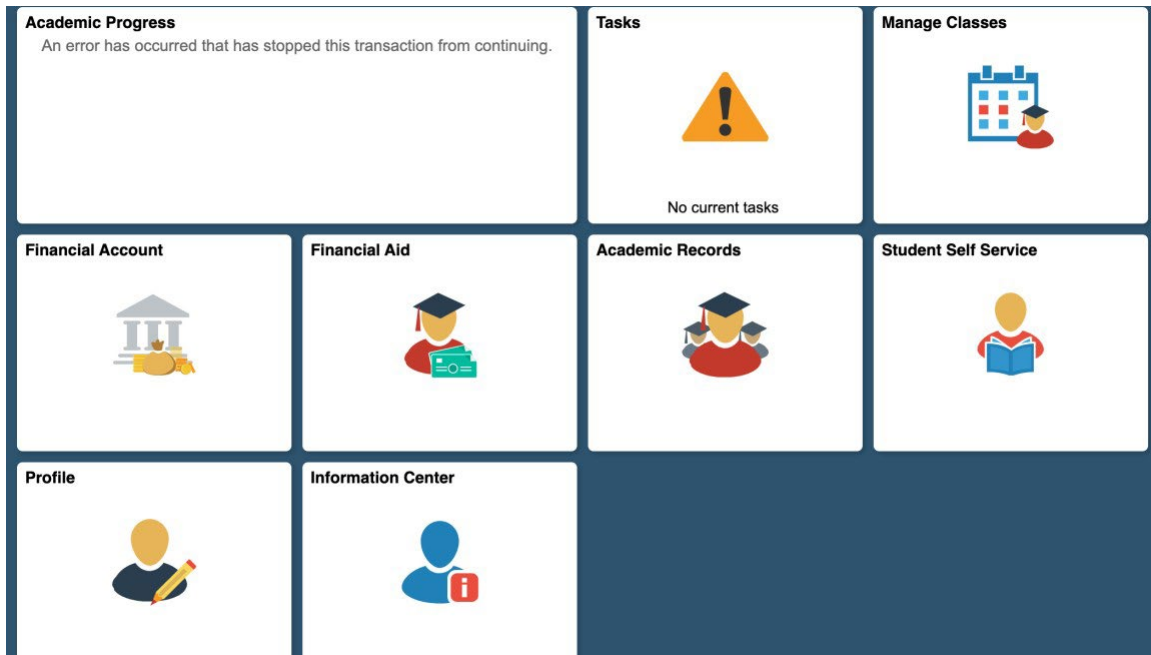 Academic Progress
An error has occurred that has stopped this transaction from continuing.
Tasks
No current tasks
Manage Classes
Financial Account
Financial Aid
Academic Records
Student Self Service
Profile
Information Center
i